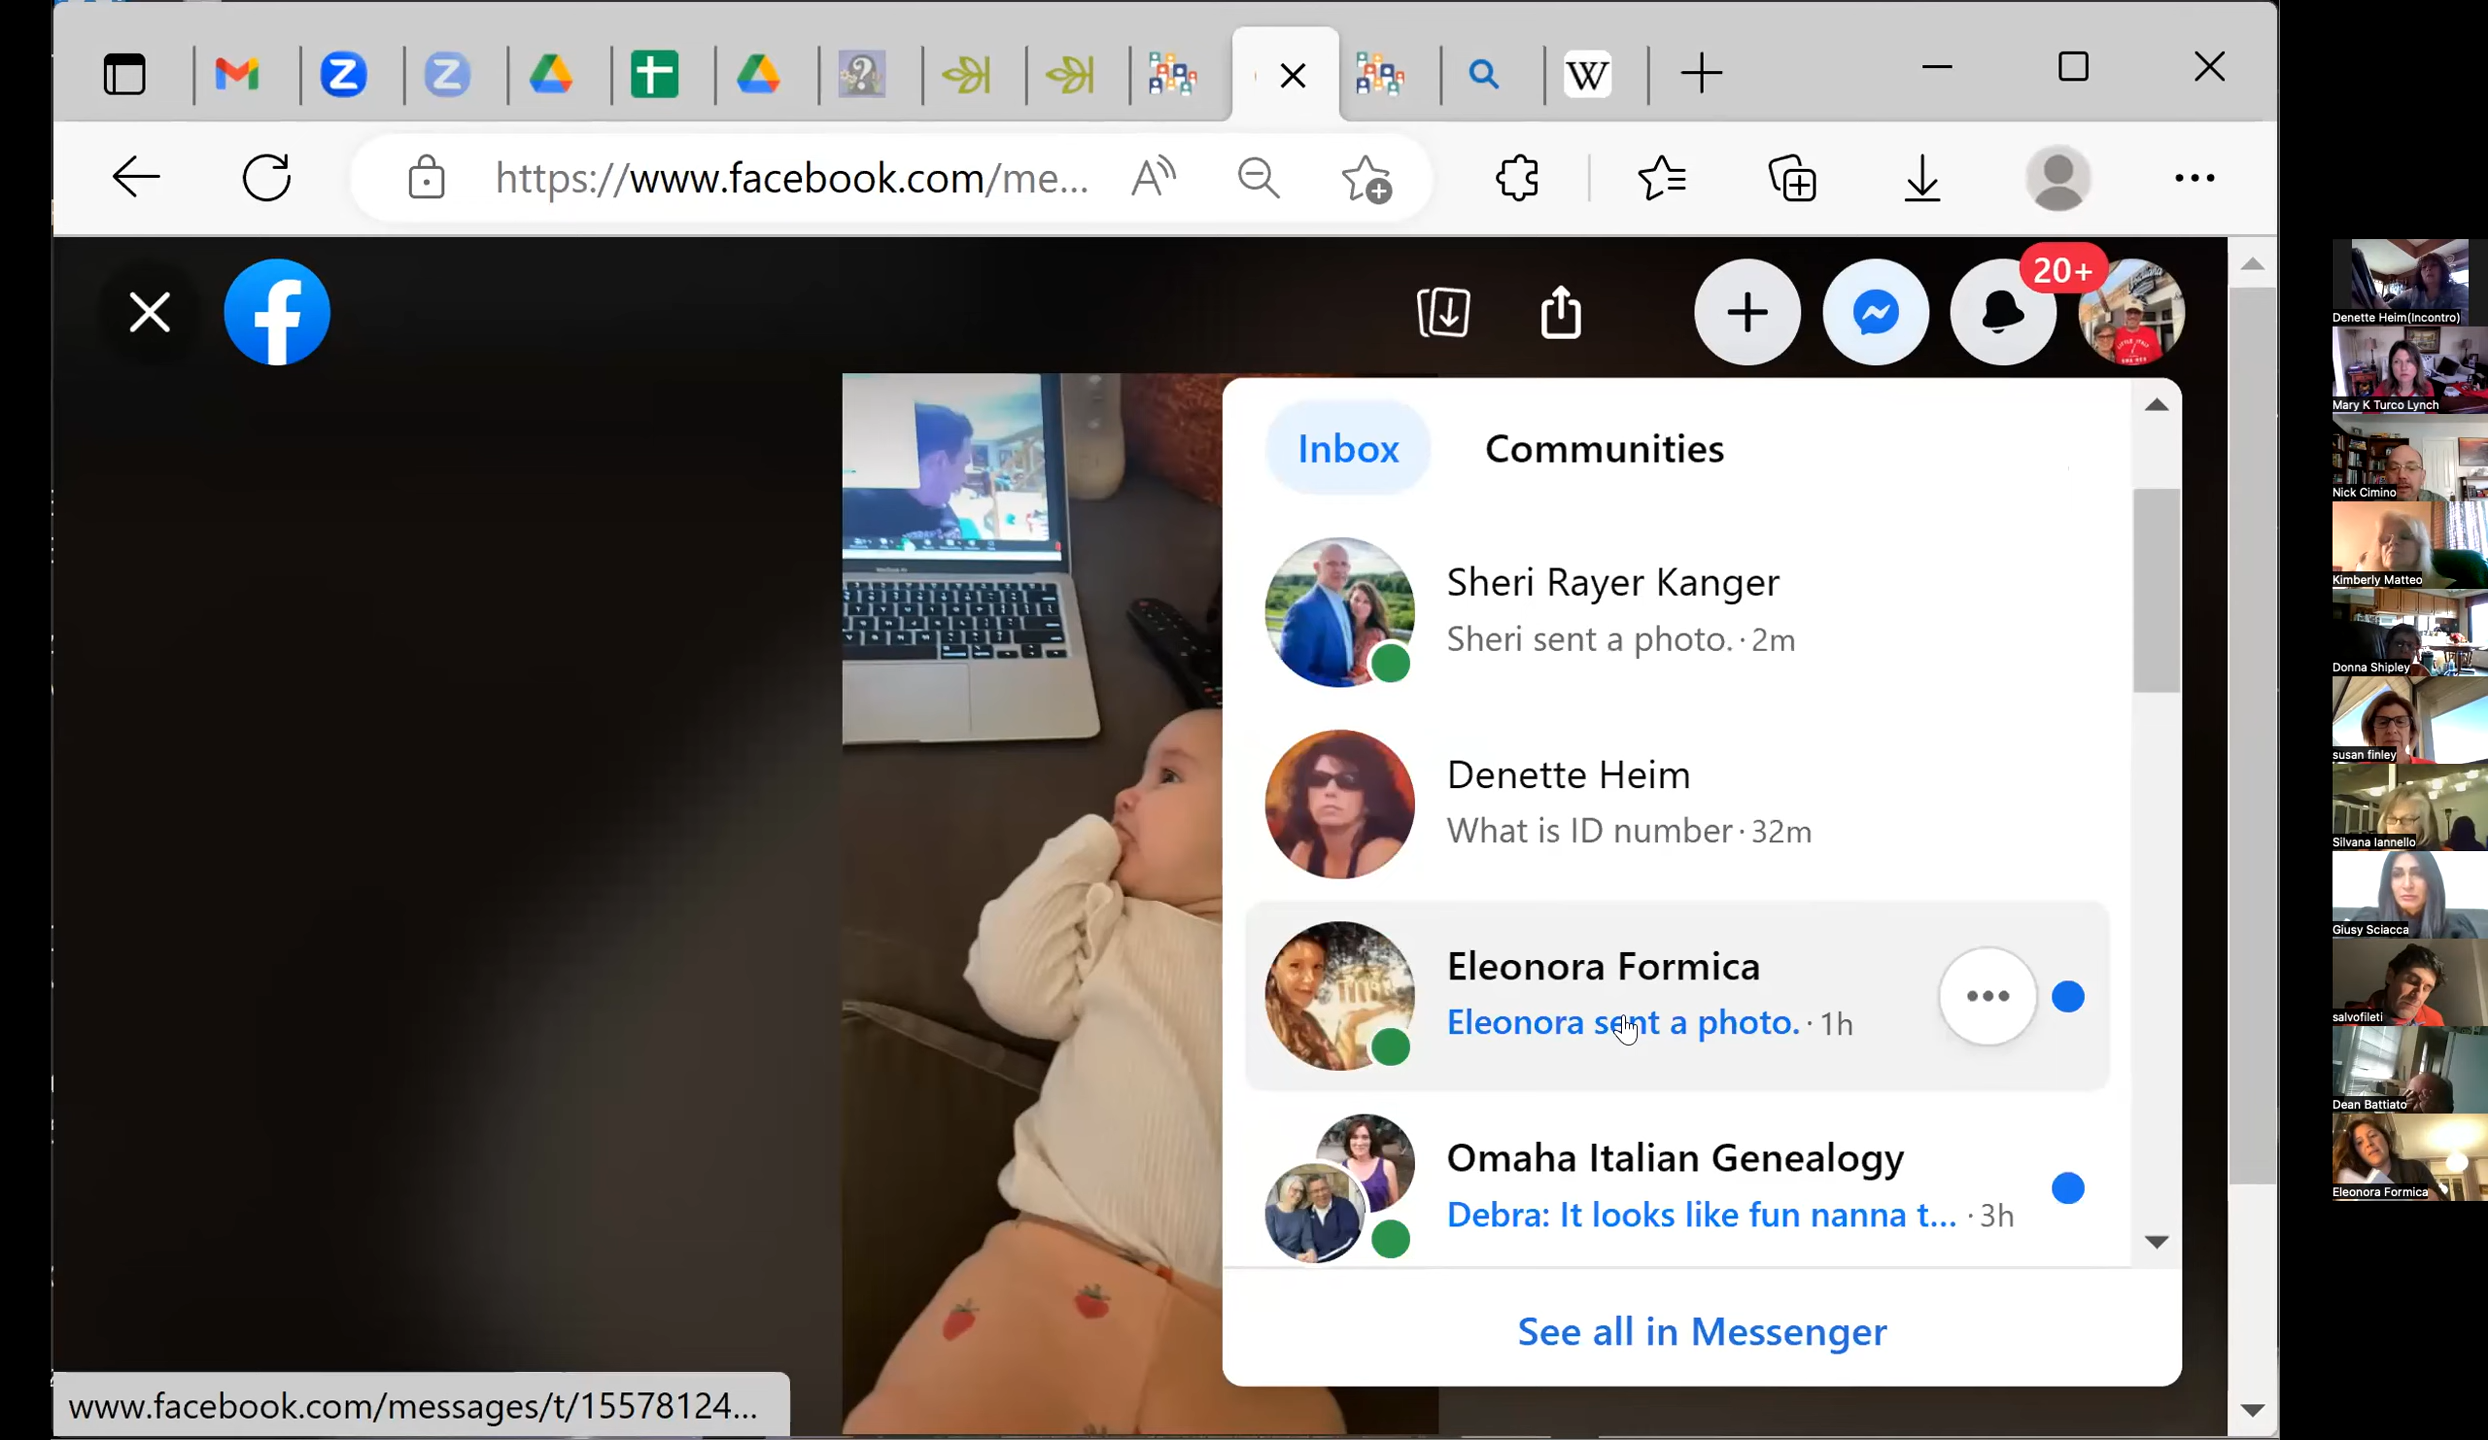 https://www.facebook.com/me...
20+
Inbox
Communities
Sheri Rayer Kanger
Sheri sent a photo. · 2m
Denette Heim
What is ID number · 32m
Eleonora Formica
Eleonora sent a photo. · 1h
Omaha Italian Genealogy
Debra: It looks like fun nanna t... · 3h
See all in Messenger
www.facebook.com/messages/t/15578124...
Denette Heim(Incontro)
Mary K Turco Lynch
Nick Cimino
Kimberly Matteo
Donna Shipley
susan finley
Silvana Iannello
Giusy Sciacca
salvofileti
Dean Battiato
Eleonora Formica